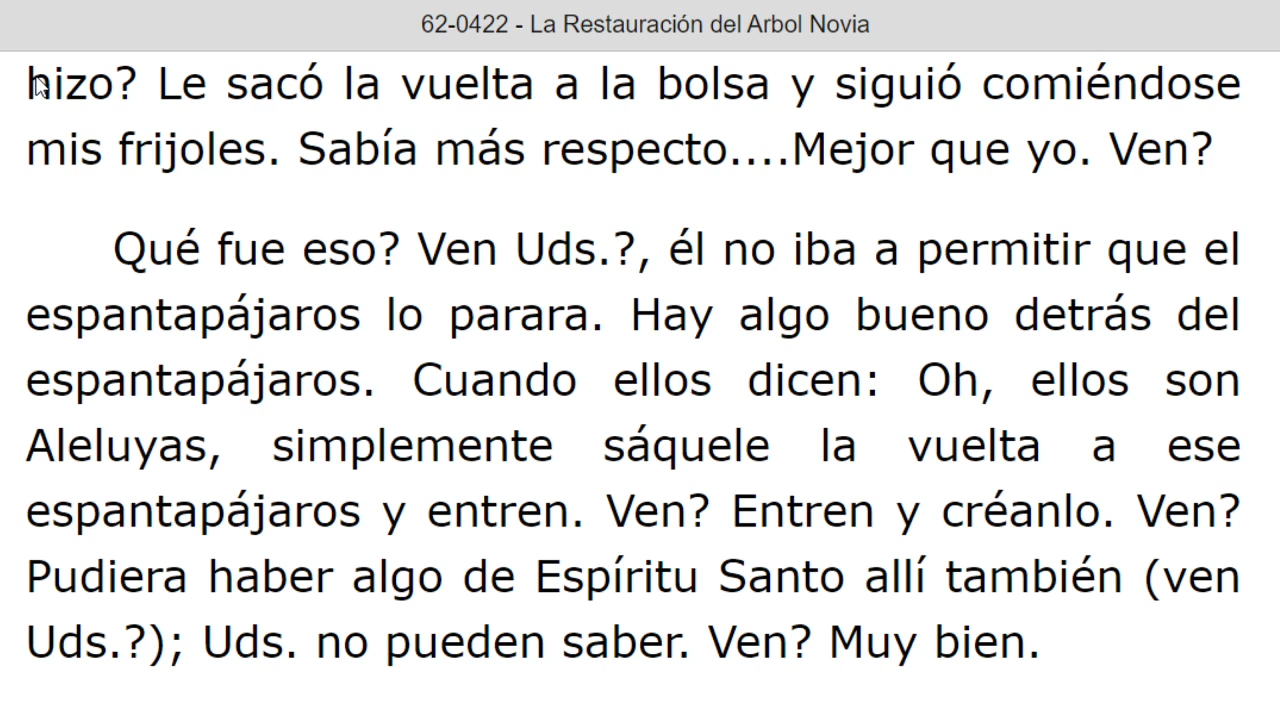 62-0422 - La Restauración del Arbol Novia
hizo? Le sacó la vuelta a la bolsa y siguió comiéndose
mis frijoles. Sabía más respecto....Mejor que yo. Ven?
Qué fue eso? Ven Uds.?, él no iba a permitir que el
espantapájaros lo parara. Hay algo bueno detrás del
espantapájaros. Cuando ellos dicen: Oh, ellos son
Aleluyas, simplemente sáquele la vuelta a ese
espantapájaros y entren. Ven? Entren y créanlo. Ven?
Pudiera haber algo de Espíritu Santo allí también (ven
Uds.?); Uds. no pueden saber. Ven? Muy bien.